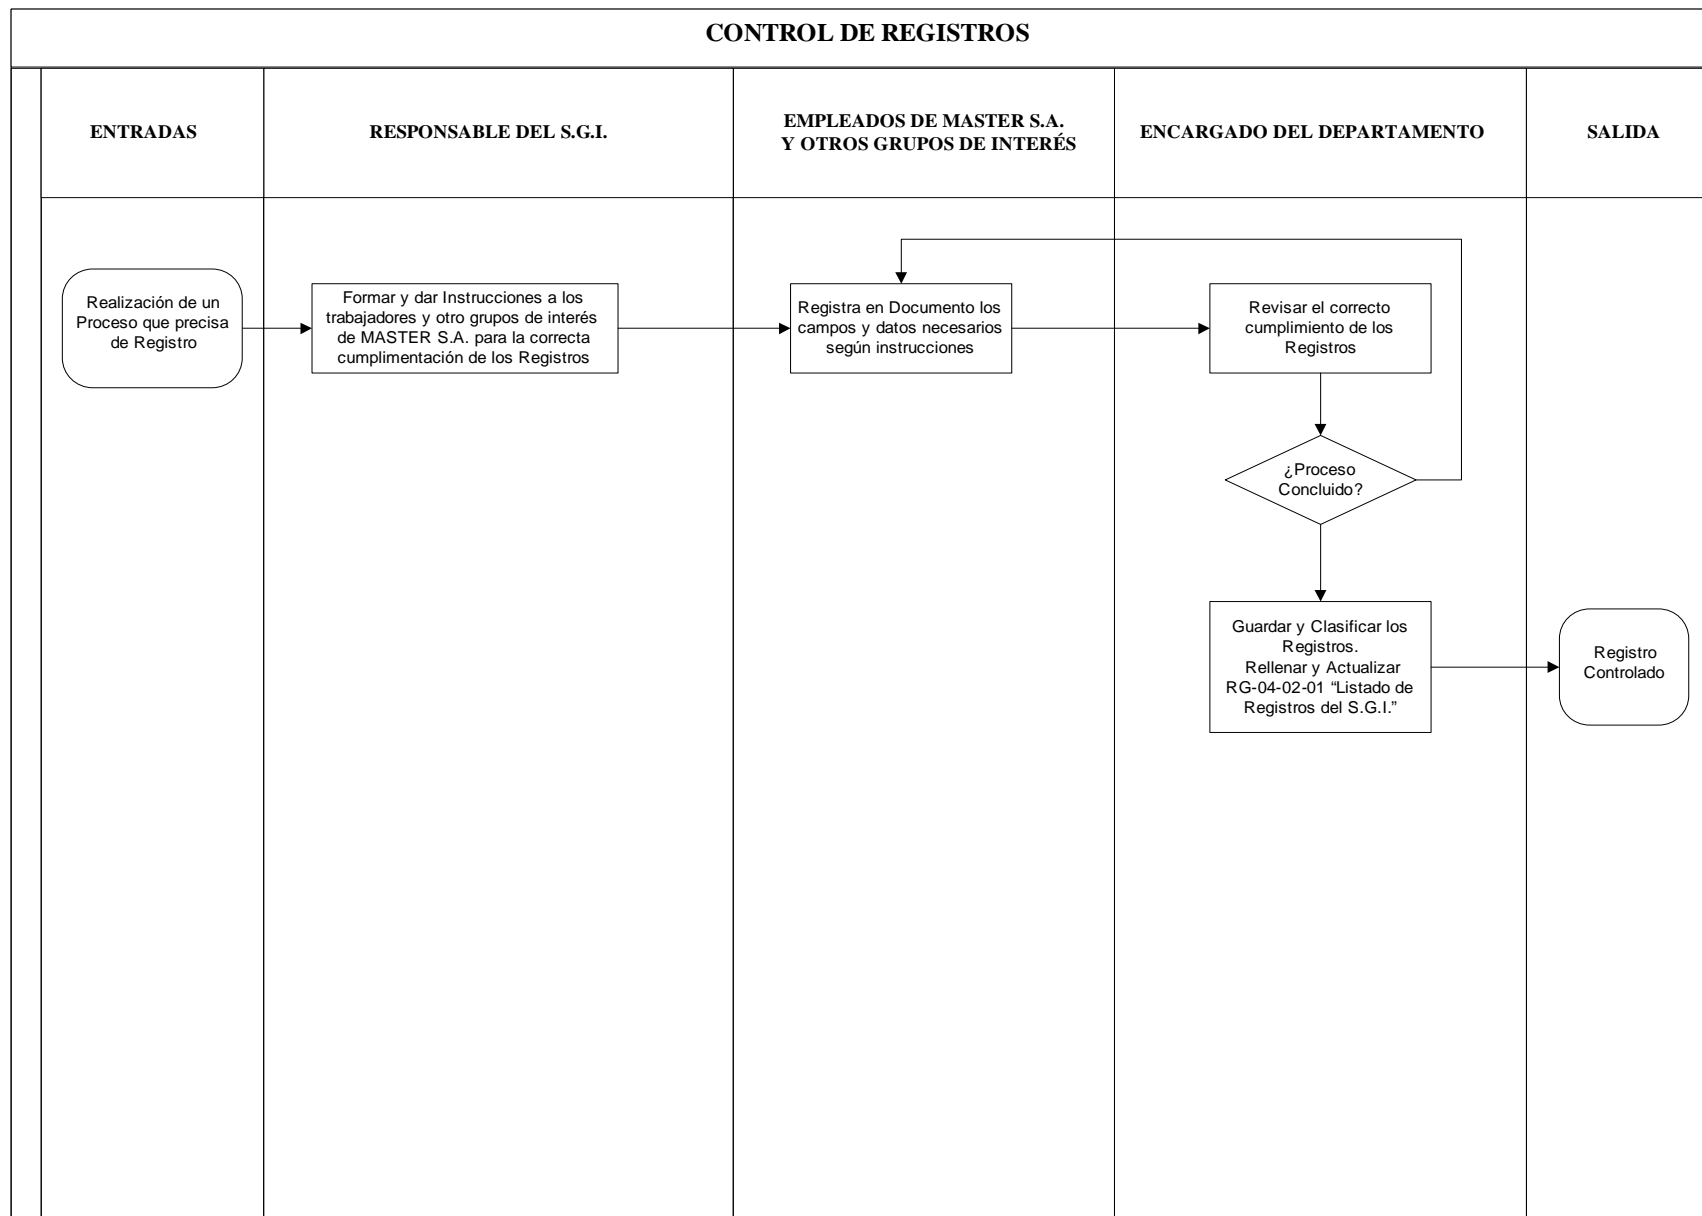 CONTROL DE REGISTROS
ENTRADAS
RESPONSABLE DEL S.G.I.
EMPLEADOS DE MASTER S.A.
Y OTROS GRUPOS DE INTERÉS
ENCARGADO DEL DEPARTAMENTO
SALIDA
Realización de un
Proceso que precisa
de Registro
Formar y dar Instrucciones a los
trabajadores y otro grupos de interés
de MASTER S.A. para la correcta
cumplimentación de los Registros
Registra en Documento los
campos y datos necesarios
según instrucciones
Revisar el correcto
cumplimiento de los
Registros
¿Proceso
Concluido?
Guardar y Clasificar los
Registros.
Rellenar y Actualizar
RG-04-02-01 “Listado de
Registros del S.G.I.”
Registro
Controlado